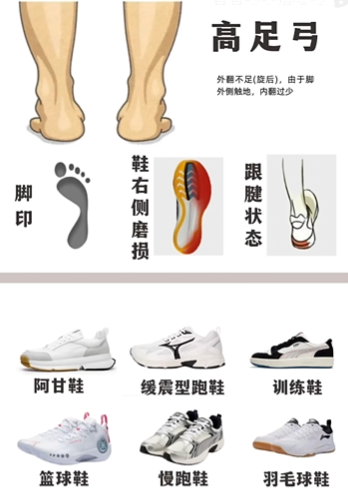 高足弓
外翻不足(旋后)，由于脚
外侧触地，内翻过少
脚印
鞋右侧磨损
跟腱状态
阿甘鞋
缓震型跑鞋
训练鞋
篮球鞋
慢跑鞋
羽毛球鞋